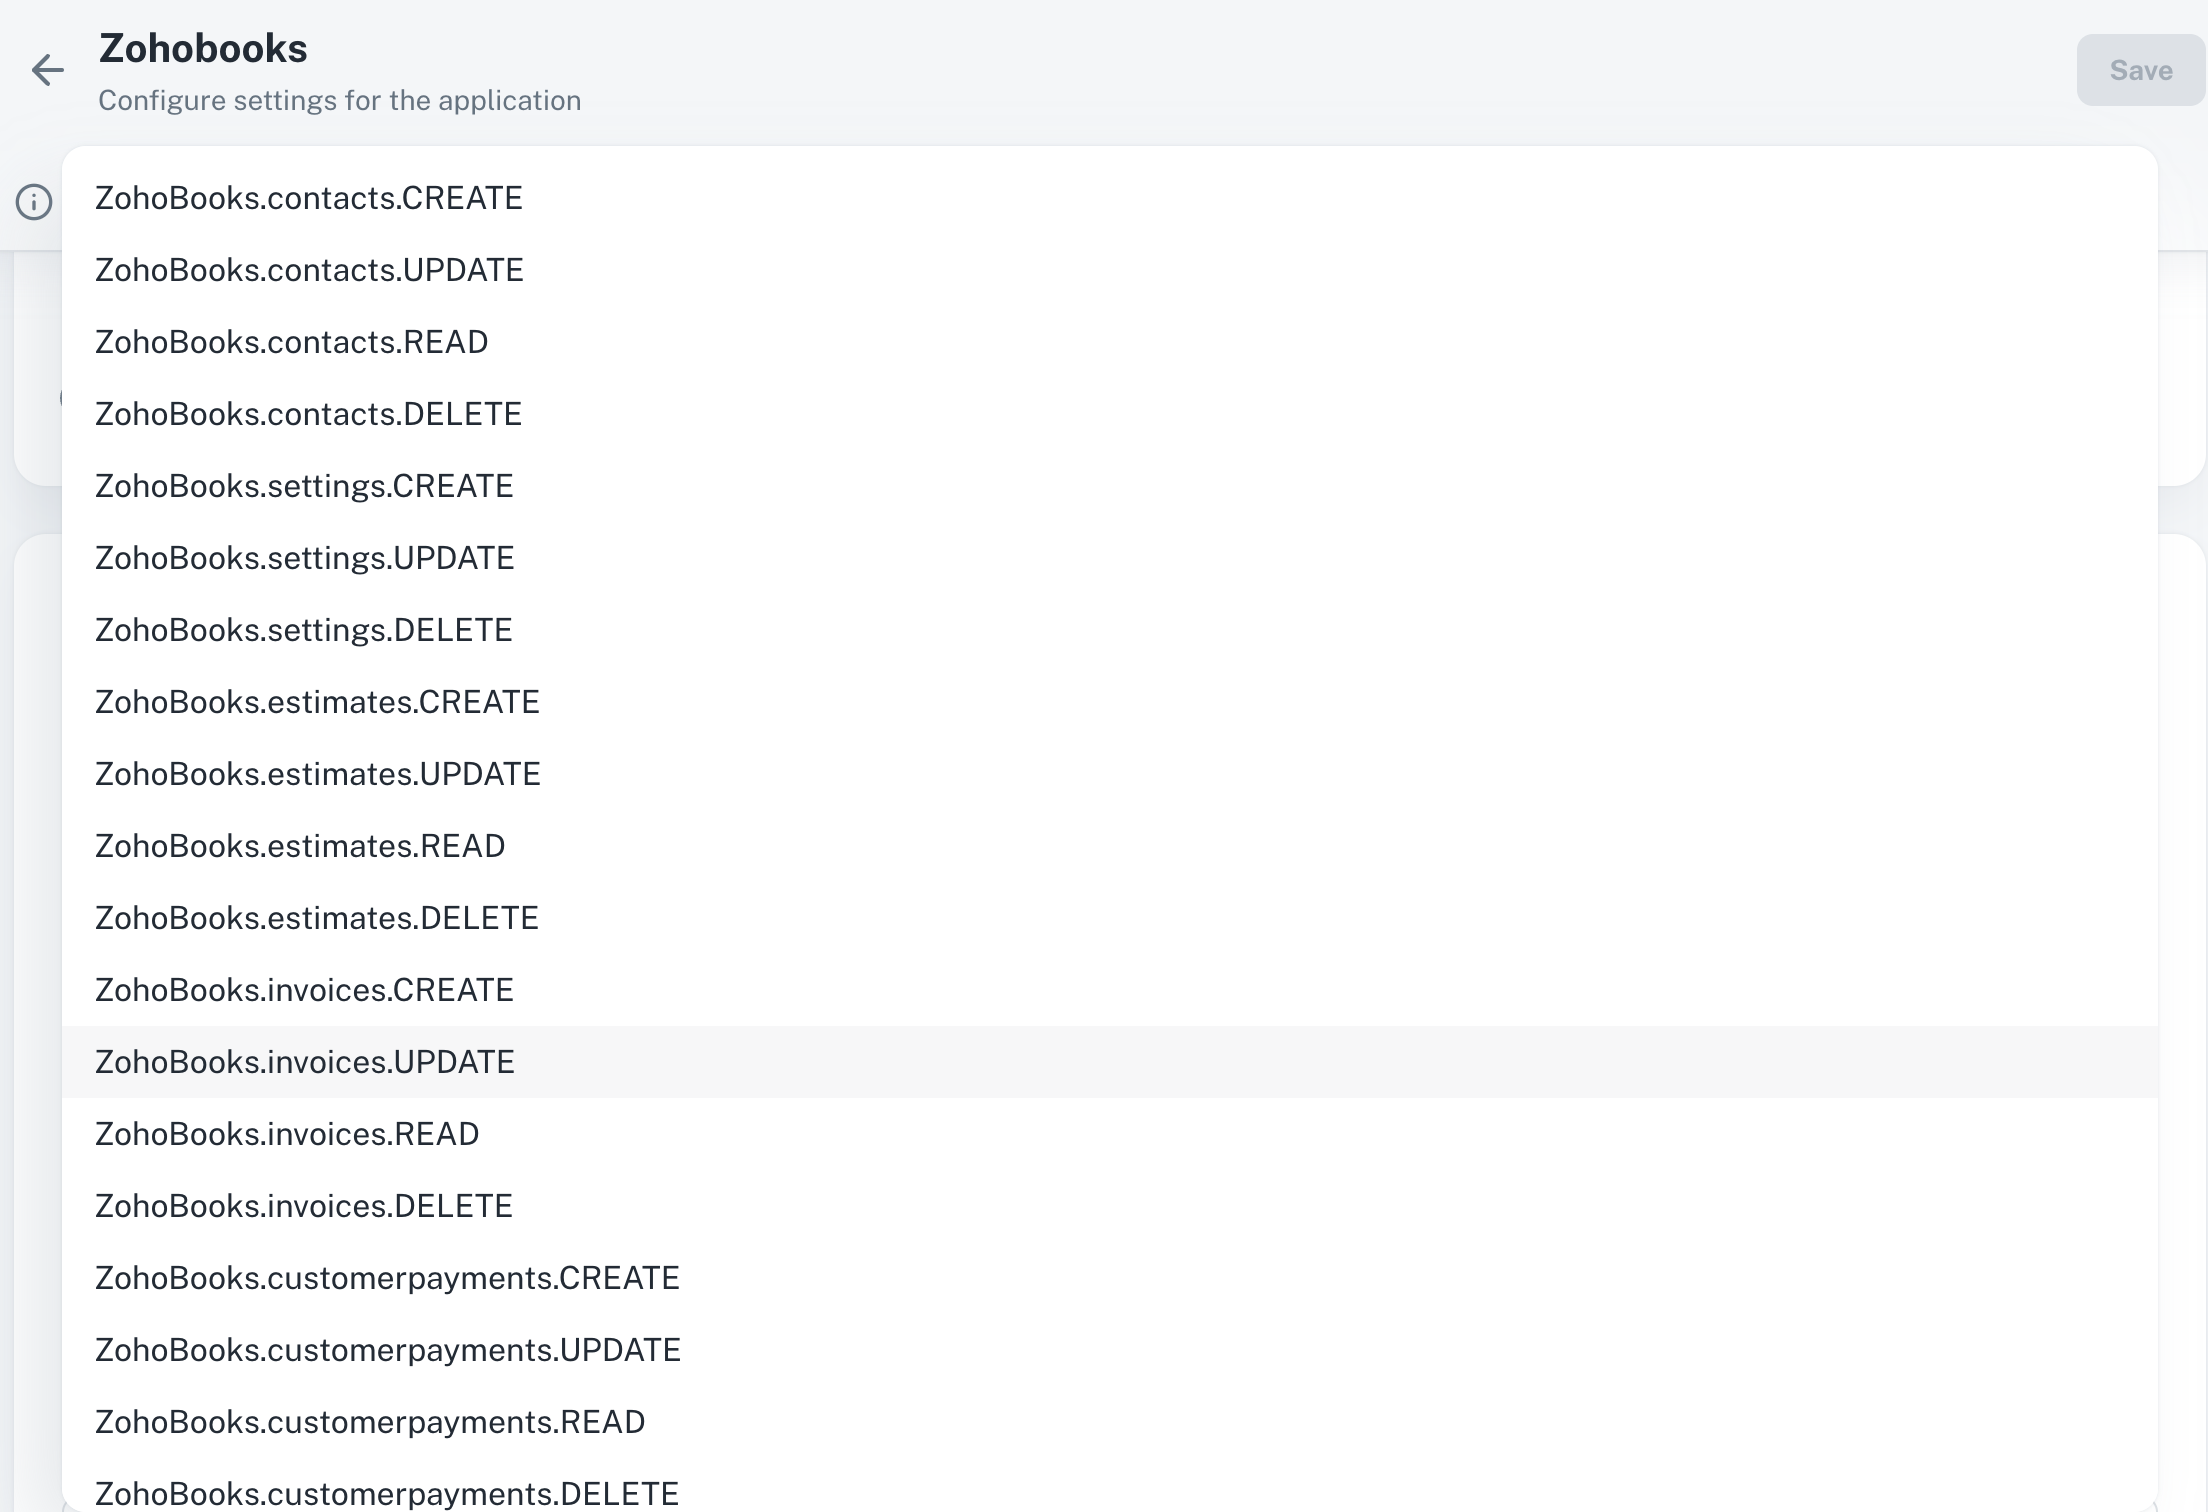 Zohobooks
Configure settings for the application
Save
ZohoBooks.contacts.CREATE
ZohoBooks.contacts.UPDATE
ZohoBooks.contacts.READ
ZohoBooks.contacts.DELETE
ZohoBooks.settings.CREATE
ZohoBooks.settings.UPDATE
ZohoBooks.settings.DELETE
ZohoBooks.estimates.CREATE
ZohoBooks.estimates.UPDATE
ZohoBooks.estimates.READ
ZohoBooks.estimates.DELETE
ZohoBooks.invoices.CREATE
ZohoBooks.invoices.UPDATE
ZohoBooks.invoices.READ
ZohoBooks.invoices.DELETE
ZohoBooks.customerpayments.CREATE
ZohoBooks.customerpayments.UPDATE
ZohoBooks.customerpayments.READ
ZohoBooks.customerpayments.DELETE